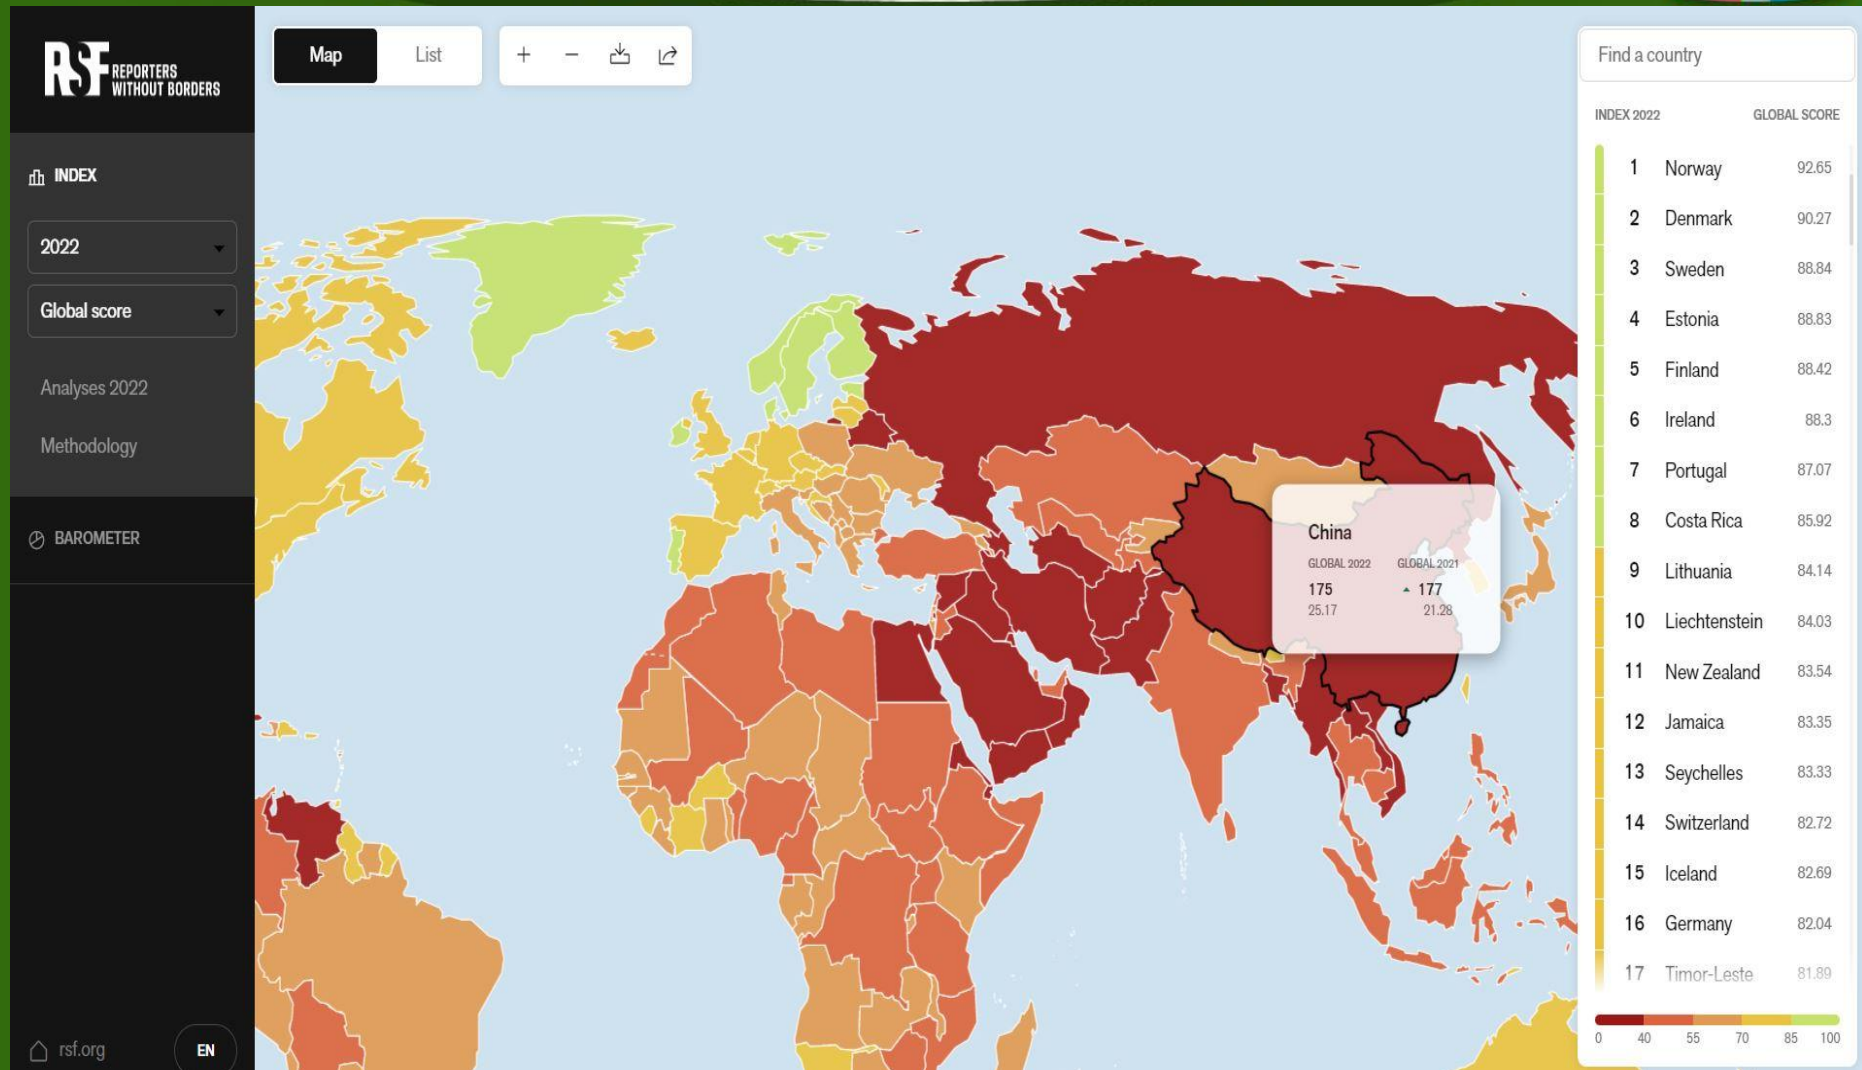 RSF REPORTERS
WITHOUT BORDERS
INDEX
2022
Global score
Analyses 2022
Methodology
BAROMETER
rsf.org
EN
Map
List
China
GLOBAL 2022 GLOBAL 2021
175 177
25.17 21.28
Find a country
INDEX 2022 GLOBAL SCORE
1 Norway 92.65
2 Denmark 90.27
3 Sweden 88.84
4 Estonia 88.83
5 Finland 88.42
6 Ireland 88.3
7 Portugal 87.07
8 Costa Rica 85.92
9 Lithuania 84.14
10 Liechtenstein 84.03
11 New Zealand 83.54
12 Jamaica 83.35
13 Seychelles 83.33
14 Switzerland 82.72
15 Iceland 82.69
16 Germany 82.04
17 Timor-Leste 81.89
0 40 55 70 85 100